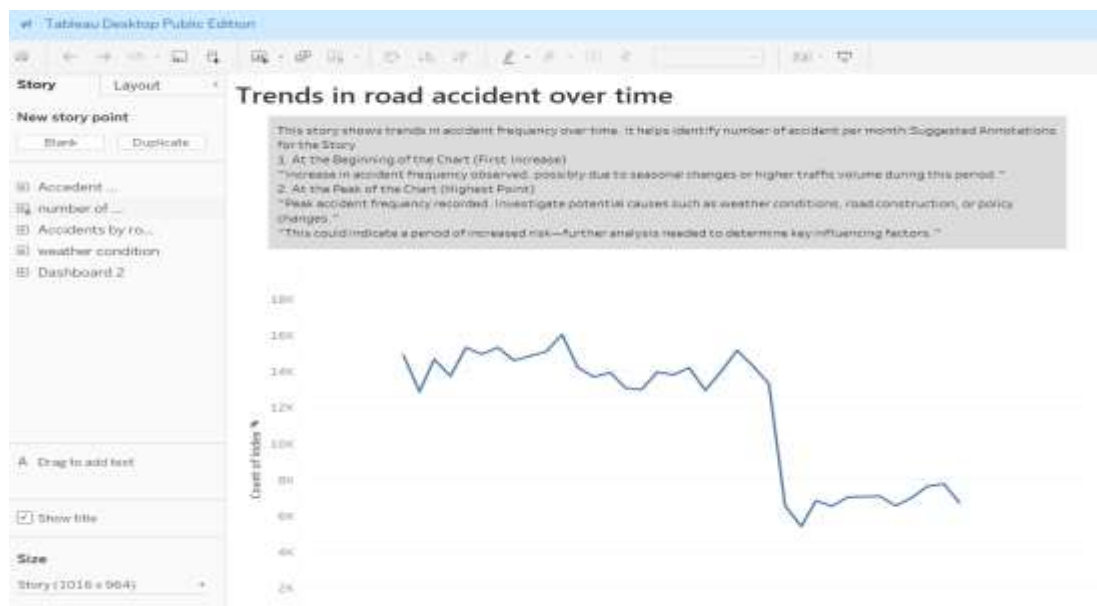 Tableau Desktop Public Edition
Story
Layout
New story point
Blank
Duplicate
Accedent ...
number of ...
Accidents by ro...
weather condition
Dashboard 2
A Drag to add text
Show title
Size
Story (1016 x 964)
Trends in road accident over time
This story shows trends in accident frequency over time. It helps identify number of accident per month Suggested Annotations
for the Story
1. At the Beginning of the Chart (First Increase)
"Increase in accident frequency observed, possibly due to seasonal changes or higher traffic volume during this period."
2. At the Peak of the Chart (Highest Point)
"Peak accident frequency recorded. Investigate potential causes such as weather conditions, road construction, or policy
changes."
"This could indicate a period of increased risk—further analysis needed to determine key influencing factors."
18K
16K
14K
12K
10K
8K
6K
4K
2K
Count of Index